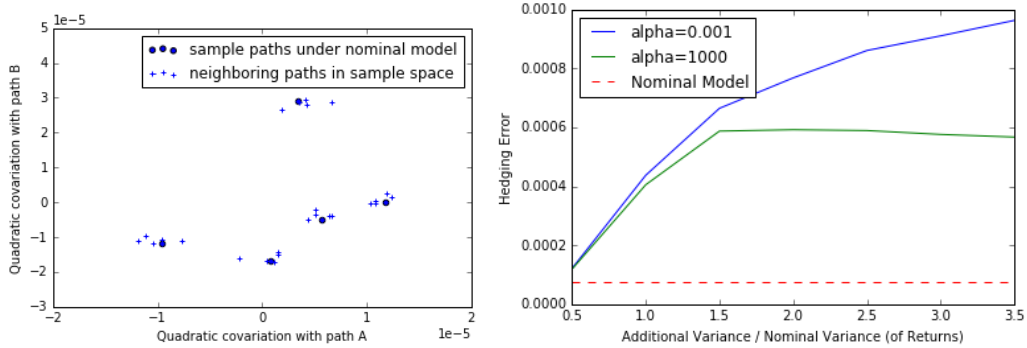 1e−5
5
4
3
2
1
0
−1
−2
−3
Quadratic covariation with path B
sample paths under nominal model
neighboring paths in sample space
−2 −1 0 1 2
1e−5
Quadratic covariation with path A
0.0010
0.0008
0.0006
0.0004
0.0002
0.0000
Hedging Error
alpha=0.001
alpha=1000
Nominal Model
0.5 1.0 1.5 2.0 2.5 3.0 3.5
Additional Variance / Nominal Variance (of Returns)